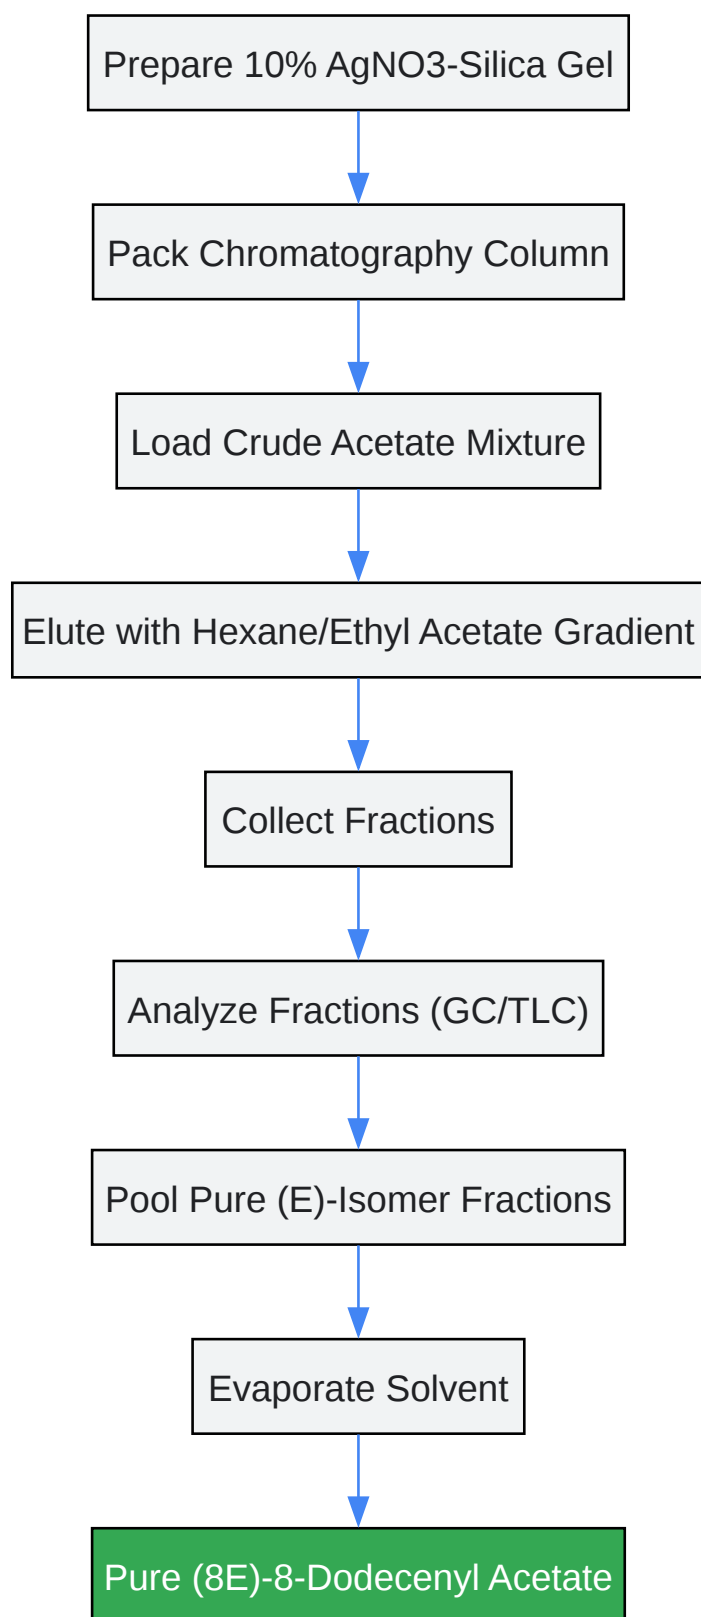 Prepare 10% AgNO3-Silica Gel
Pack Chromatography Column
Load Crude Acetate Mixture
Elute with Hexane/Ethyl Acetate Gradient
Collect Fractions
Analyze Fractions (GC/TLC)
Pool Pure (E)-Isomer Fractions
Evaporate Solvent
Pure (8E)-8-Dodecenyl Acetate